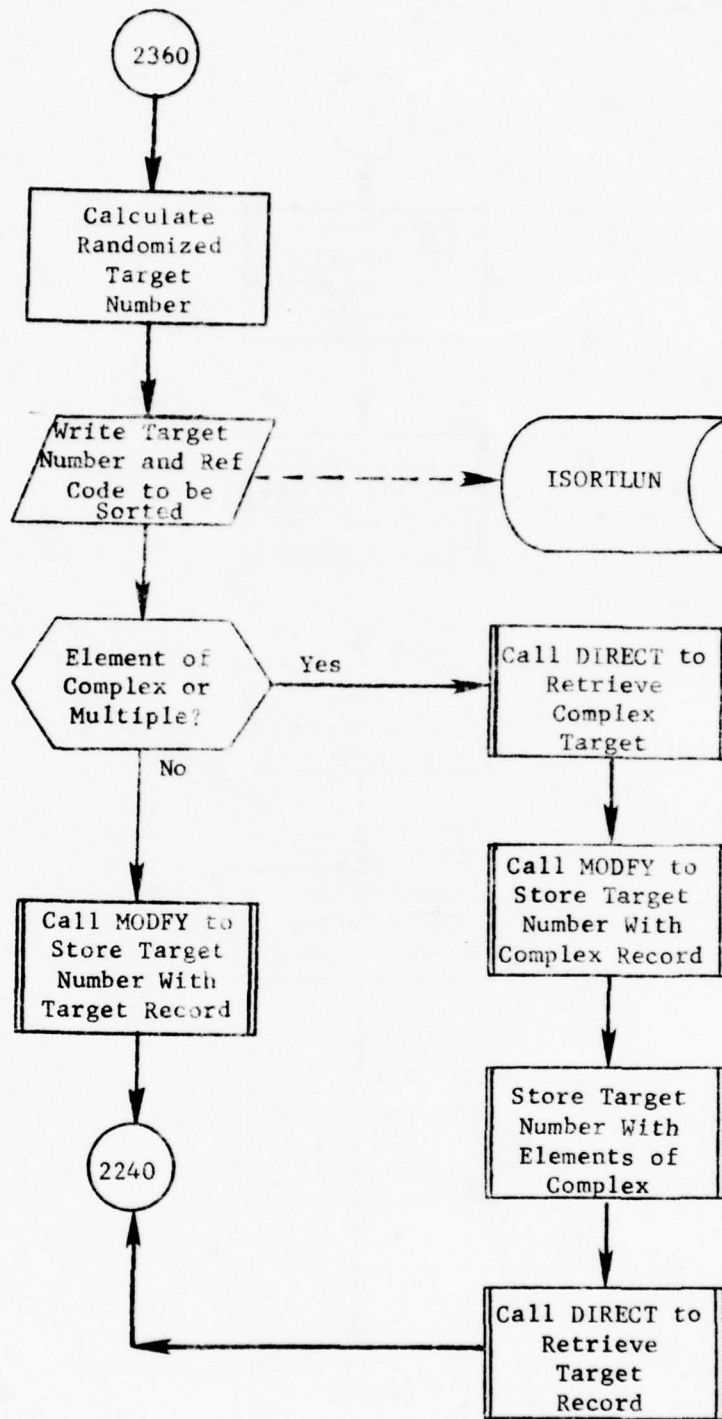 2360
Calculate
Randomized
Target
Number
Write Target
Number and Ref
Code to be
Sorted
ISORTLUN
Element of
Complex or
Multiple?
Yes
No
Call DIRECT to
Retrieve
Complex
Target
Call MODFY to
Store Target
Number With
Complex Record
Call MODFY to
Store Target
Number With
Target Record
Store Target
Number With
Elements of
Complex
2240
Call DIRECT to
Retrieve
Target
Record